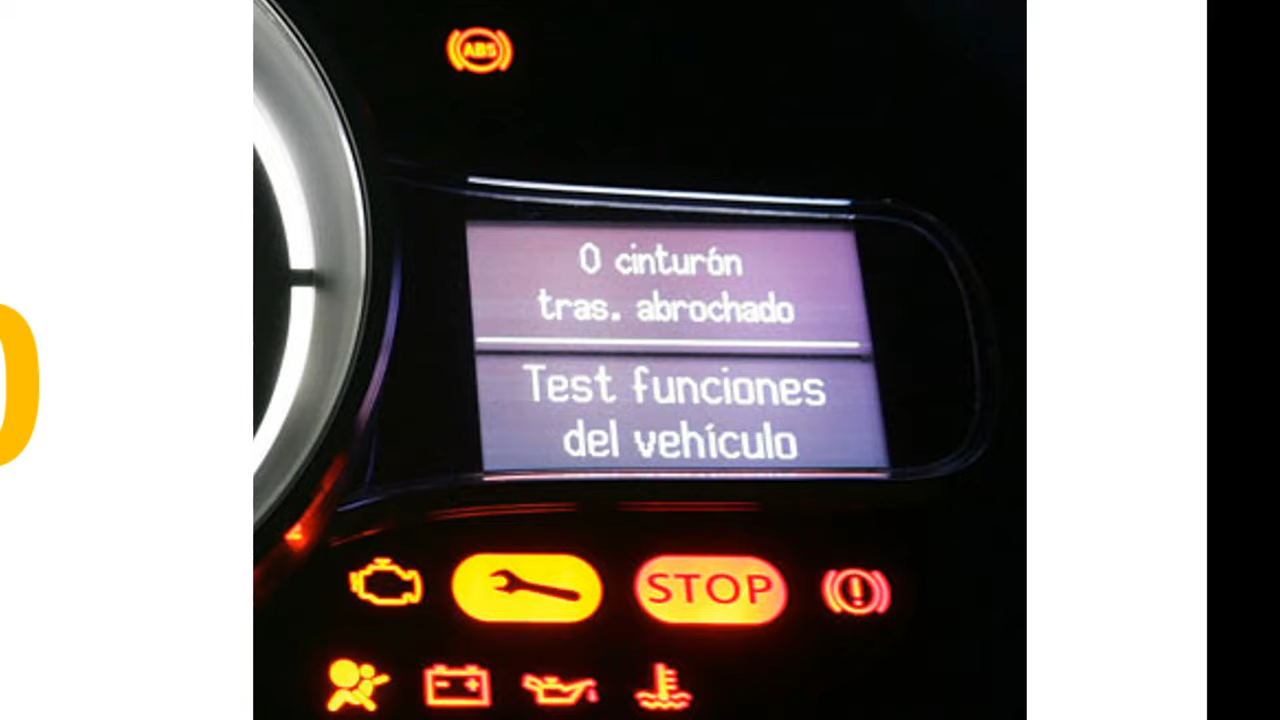 ABS
0 cinturón
tras. abrochado
Test funciones
del vehículo
STOP